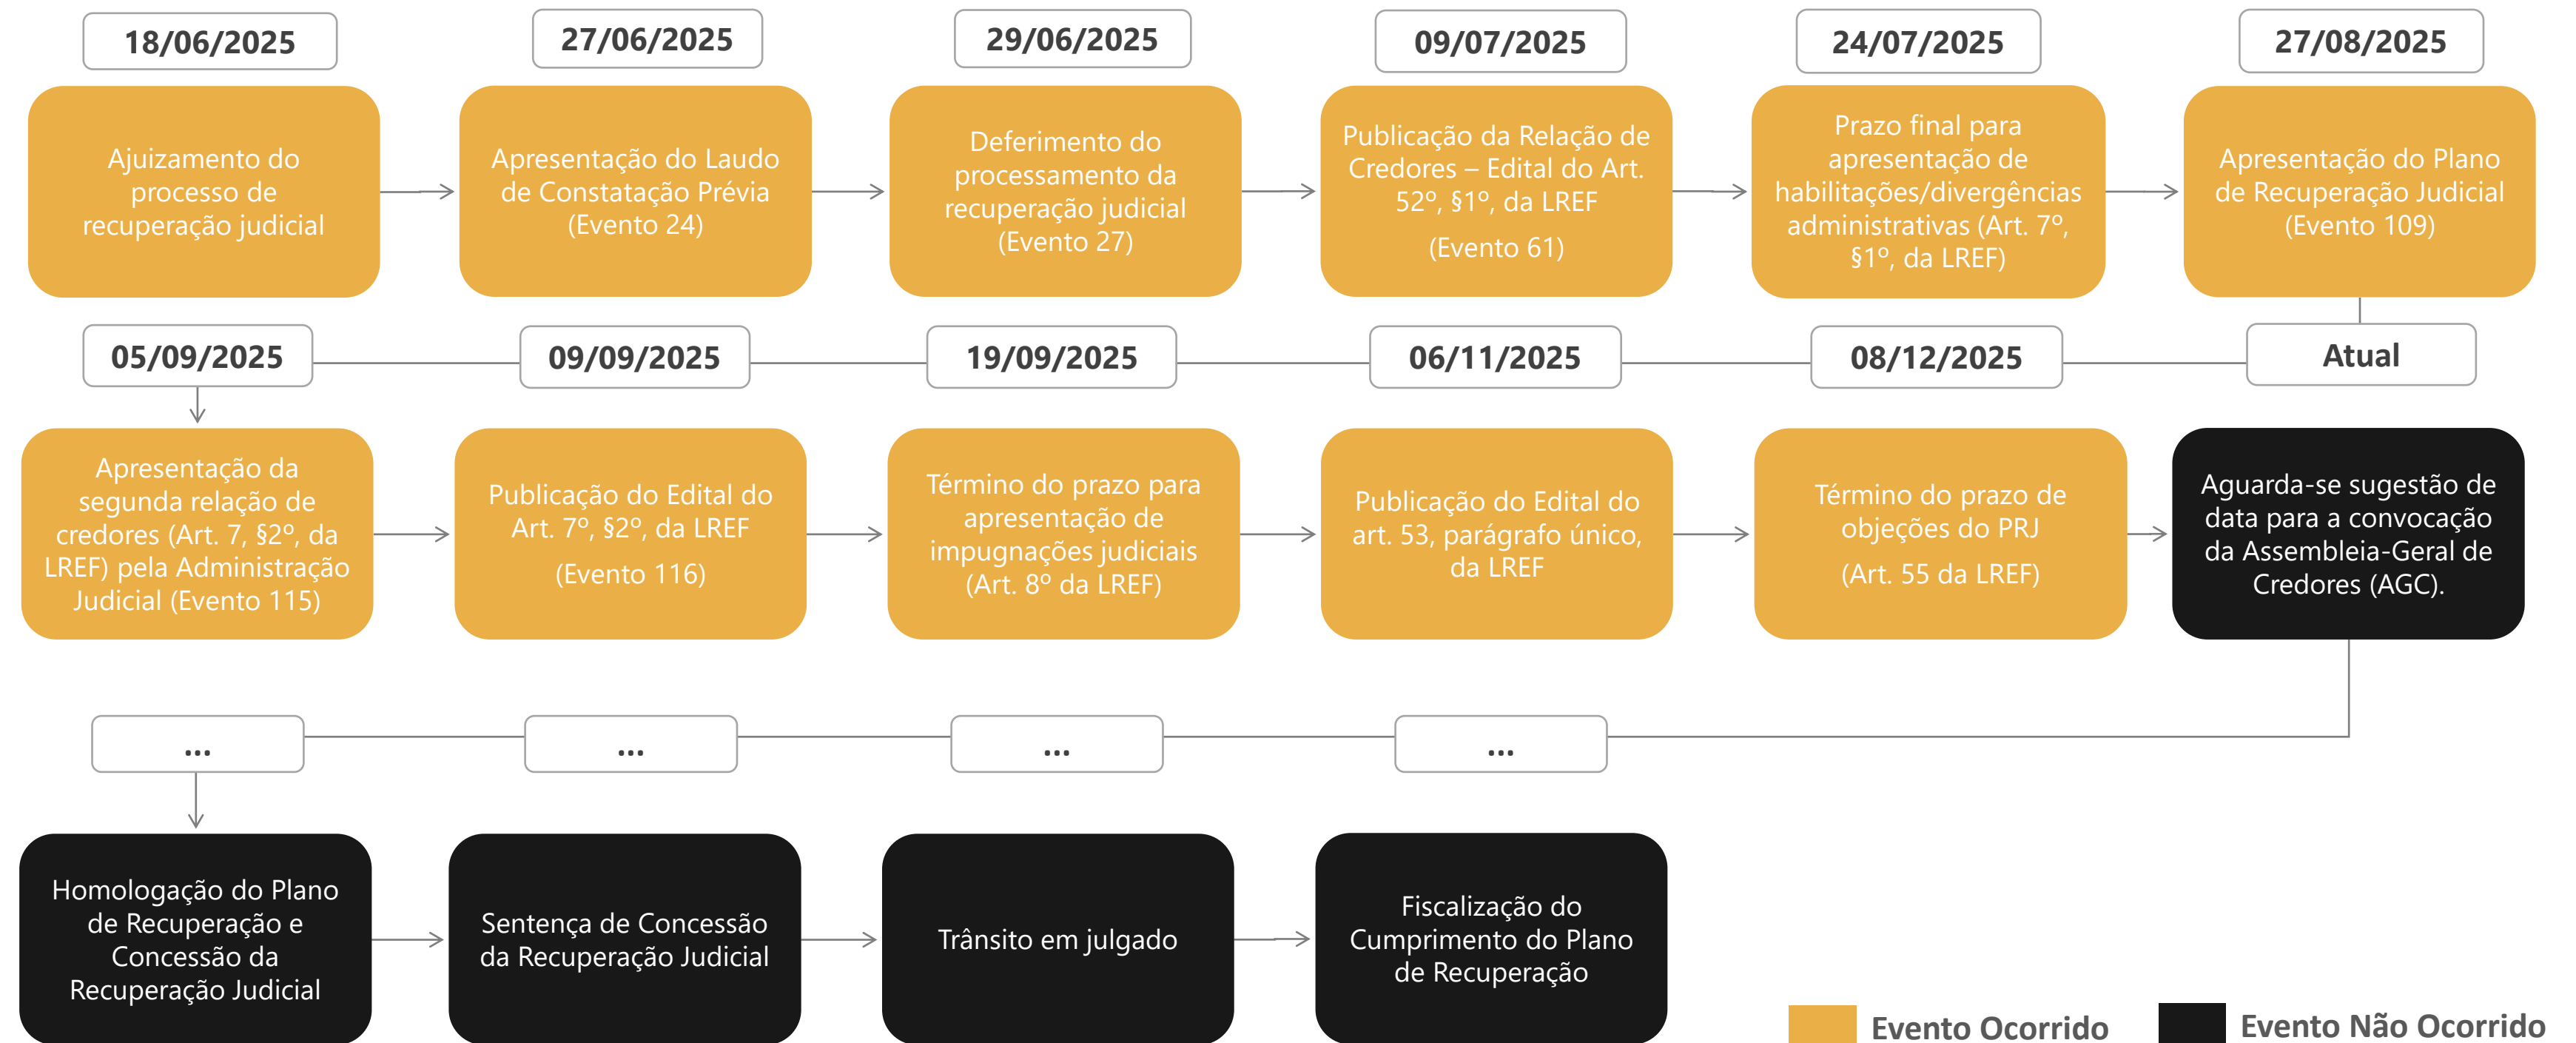 18/06/2025
27/06/2025
29/06/2025
09/07/2025
24/07/2025
27/08/2025
Ajuizamento do
processo de
recuperação judicial
Apresentação do Laudo
de Constatação Prévia
(Evento 24)
Deferimento do
processamento da
recuperação judicial
(Evento 27)
Publicação da Relação de
Credores – Edital do Art.
52º, §1º, da LREF
(Evento 61)
Prazo final para
apresentação de
habilitações/divergências
administrativas (Art. 7º,
§1º, da LREF)
Apresentação do Plano
de Recuperação Judicial
(Evento 109)
05/09/2025
09/09/2025
19/09/2025
06/11/2025
08/12/2025
Atual
Apresentação da
segunda relação de
credores (Art. 7, §2º, da
LREF) pela Administração
Judicial (Evento 115)
Publicação do Edital do
Art. 7º, §2º, da LREF
(Evento 116)
Término do prazo para
apresentação de
impugnações judiciais
(Art. 8º da LREF)
Publicação do Edital do
art. 53, parágrafo único,
da LREF
Término do prazo de
objeções do PRJ
(Art. 55 da LREF)
Aguarda-se sugestão de
data para a convocação
da Assembleia-Geral de
Credores (AGC).
...
...
...
...
Homologação do Plano
de Recuperação e
Concessão da
Recuperação Judicial
Sentença de Concessão
da Recuperação Judicial
Trânsito em julgado
Fiscalização do
Cumprimento do Plano
de Recuperação
Evento Ocorrido
Evento Não Ocorrido